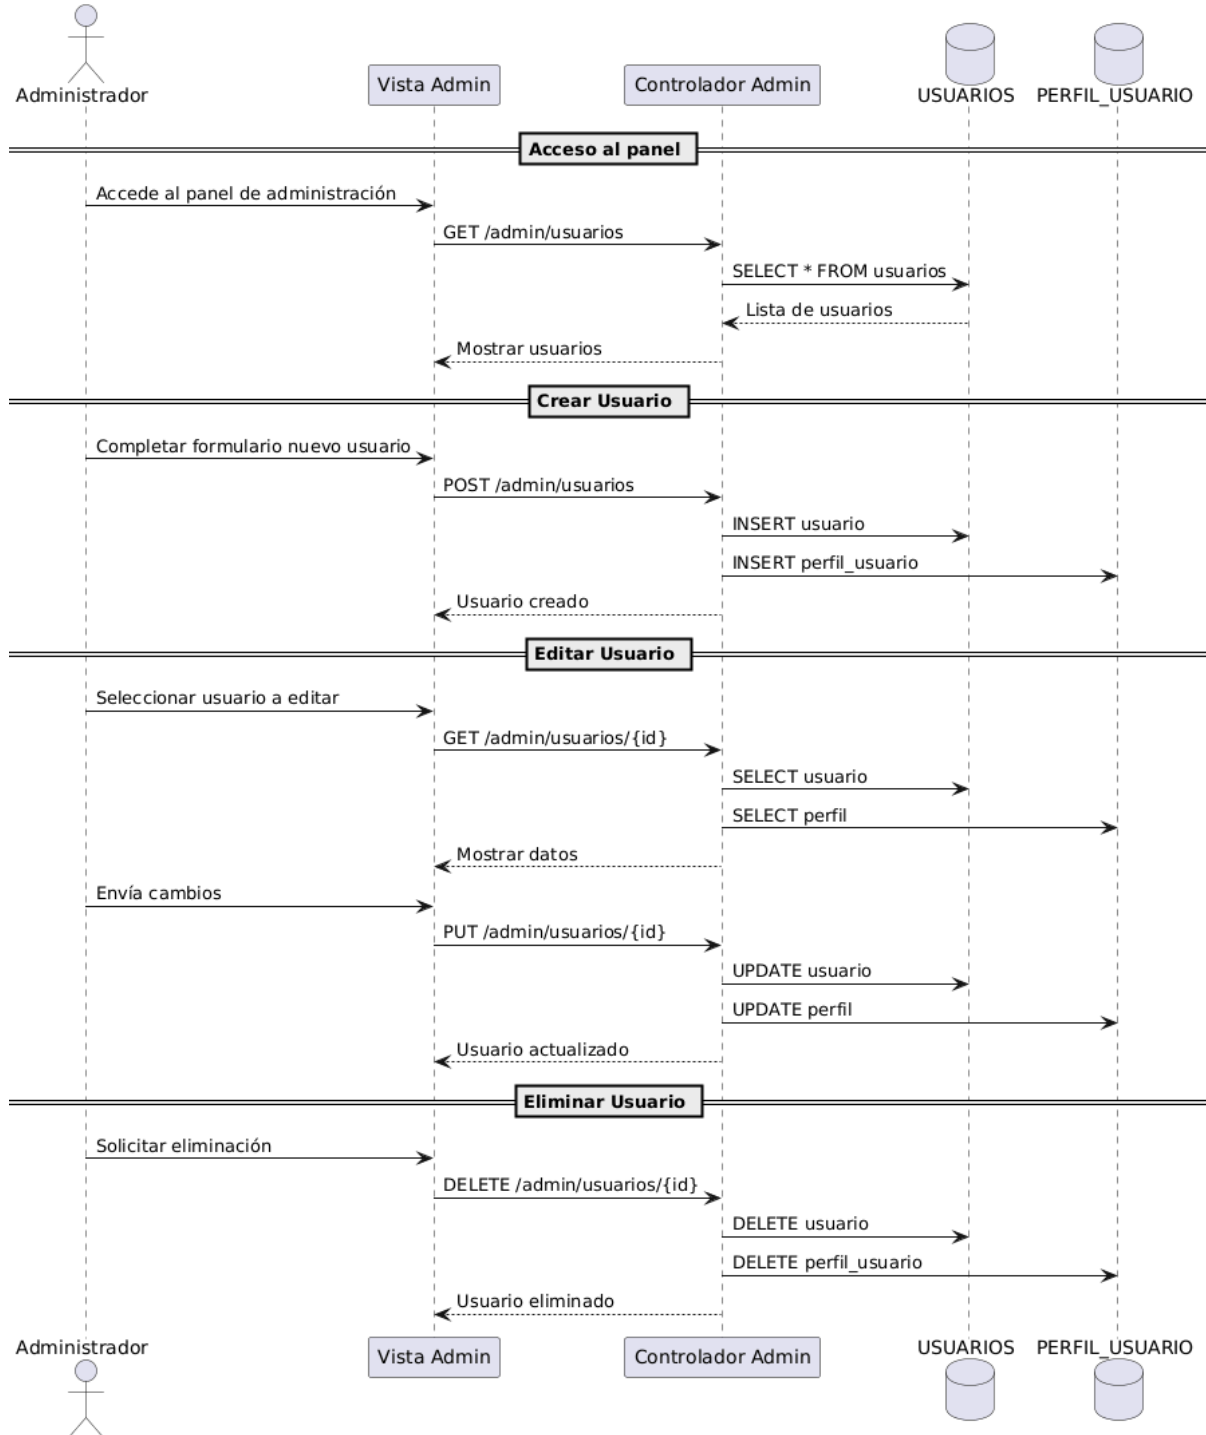 Administrador
Vista Admin
Controlador Admin
USUARIOS
PERFIL_USUARIO
Acceso al panel
Accede al panel de administración
GET /admin/usuarios
SELECT * FROM usuarios
Lista de usuarios
Mostrar usuarios
Crear Usuario
Completar formulario nuevo usuario
POST /admin/usuarios
INSERT usuario
INSERT perfil_usuario
Usuario creado
Editar Usuario
Seleccionar usuario a editar
GET /admin/usuarios/{id}
SELECT usuario
SELECT perfil
Mostrar datos
Envía cambios
PUT /admin/usuarios/{id}
UPDATE usuario
UPDATE perfil
Usuario actualizado
Eliminar Usuario
Solicitar eliminación
DELETE /admin/usuarios/{id}
DELETE usuario
DELETE perfil_usuario
Usuario eliminado
Administrador
Vista Admin
Controlador Admin
USUARIOS
PERFIL_USUARIO